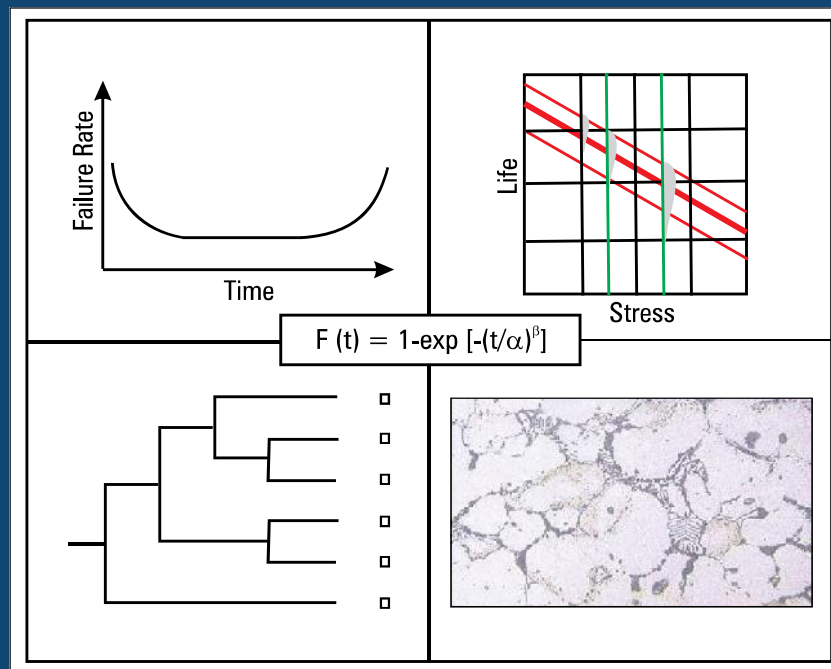 Failure Rate
Time
Life
Stress
F (t) = 1-exp [-(t/α)^β]